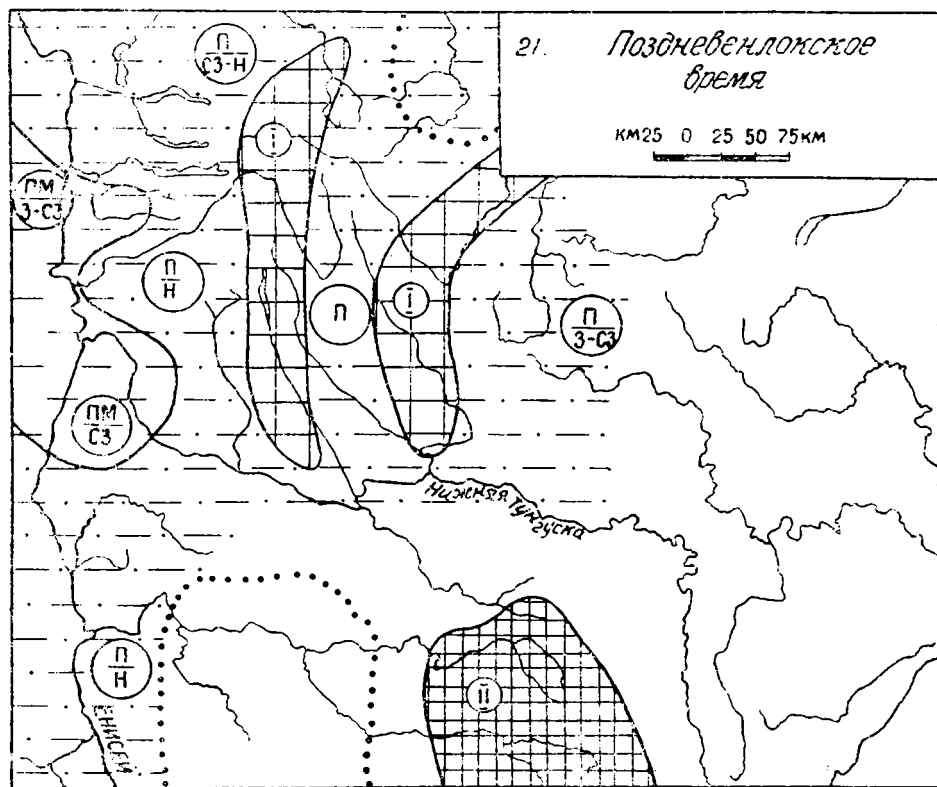 21. Поздневенлокское
время
км25 0 25 50 75км
П
СЗ-Н
I
ПМ
З-СЗ
П
Н
П
I
П
З-СЗ
ПМ
СЗ
Нижняя Тунгуска
П
Н
II
Енисей